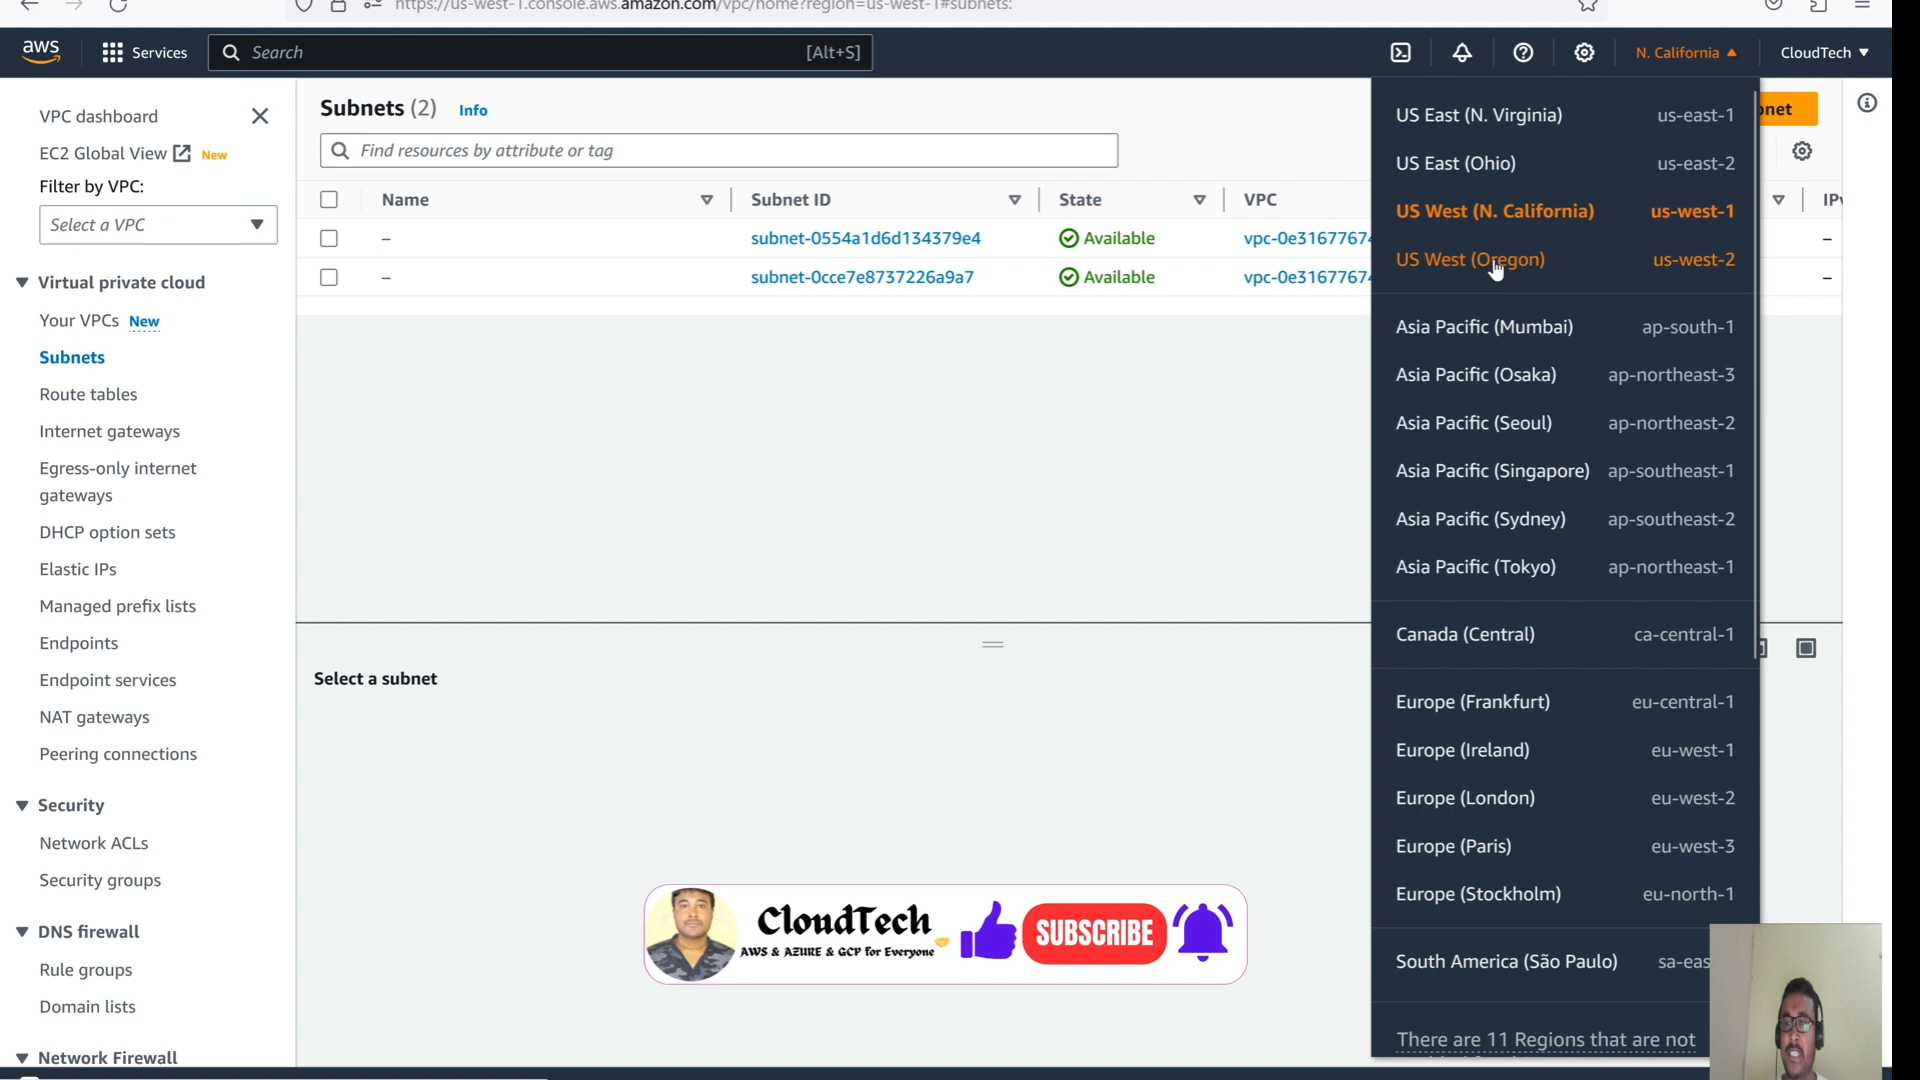 https://us-west-1.console.aws.amazon.com/vpc/home?region=us-west-1#subnets:
aws
Services
Search
[Alt+S]
N. California
CloudTech
VPC dashboard
EC2 Global View New
Filter by VPC:
Select a VPC
Virtual private cloud
Your VPCs New
Subnets
Route tables
Internet gateways
Egress-only internet
gateways
DHCP option sets
Elastic IPs
Managed prefix lists
Endpoints
Endpoint services
NAT gateways
Peering connections
Security
Network ACLs
Security groups
DNS firewall
Rule groups
Domain lists
Network Firewall
Subnets (2) Info
Find resources by attribute or tag
Name Subnet ID State VPC
– subnet-0554a1d6d134379e4 Available vpc-0e3167767 –
– subnet-0cce7e8737226a9a7 Available vpc-0e3167767 –
Select a subnet
US East (N. Virginia) us-east-1
US East (Ohio) us-east-2
US West (N. California) us-west-1
US West (Oregon) us-west-2
Asia Pacific (Mumbai) ap-south-1
Asia Pacific (Osaka) ap-northeast-3
Asia Pacific (Seoul) ap-northeast-2
Asia Pacific (Singapore) ap-southeast-1
Asia Pacific (Sydney) ap-southeast-2
Asia Pacific (Tokyo) ap-northeast-1
Canada (Central) ca-central-1
Europe (Frankfurt) eu-central-1
Europe (Ireland) eu-west-1
Europe (London) eu-west-2
Europe (Paris) eu-west-3
Europe (Stockholm) eu-north-1
South America (São Paulo) sa-eas
There are 11 Regions that are not
CloudTech
AWS & AZURE & GCP for Everyone
SUBSCRIBE